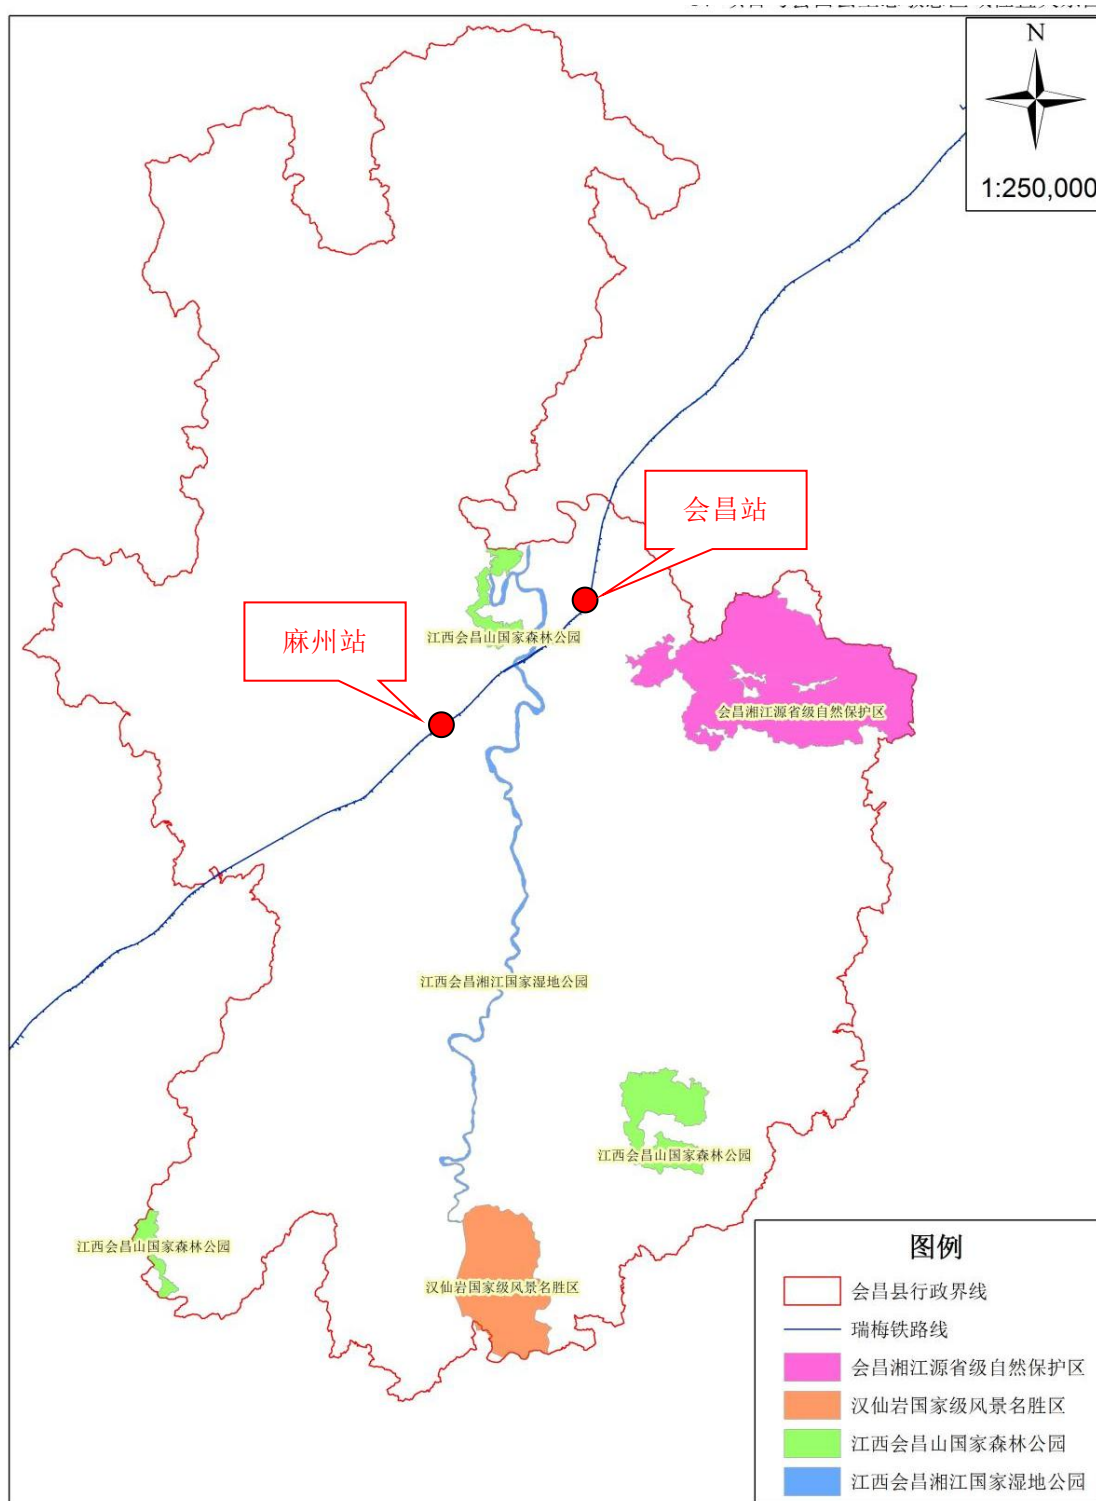 N
1:250,000
会昌站
麻州站
江西会昌山国家森林公园
会昌湘江源省级自然保护区
江西会昌湘江国家湿地公园
江西会昌山国家森林公园
江西会昌山国家森林公园
汉仙岩国家级风景名胜区
图例
会昌县行政界线
瑞梅铁路线
会昌湘江源省级自然保护区
汉仙岩国家级风景名胜区
江西会昌山国家森林公园
江西会昌湘江国家湿地公园